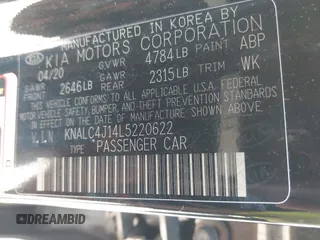 MANUFACTURED IN KOREA BY
KIA KIA MOTORS CORPORATION
04/20 GVWR 4784LB PAINT ABP
GAWR FRONT 2646LB GAWR REAR 2315LB TRIM WK
THIS VEHICLE CONFORMS TO ALL APPLICABLE U.S.A. FEDERAL
MOTOR VEHICLE SAFETY, BUMPER, AND THEFT PREVENTION
STANDARDS IN EFFECT ON THE DATE OF MANUFACTURE SHOWN ABOVE.
V.I.N. KNALC4J14L5220622
TYPE PASSENGER CAR
DREAMBID